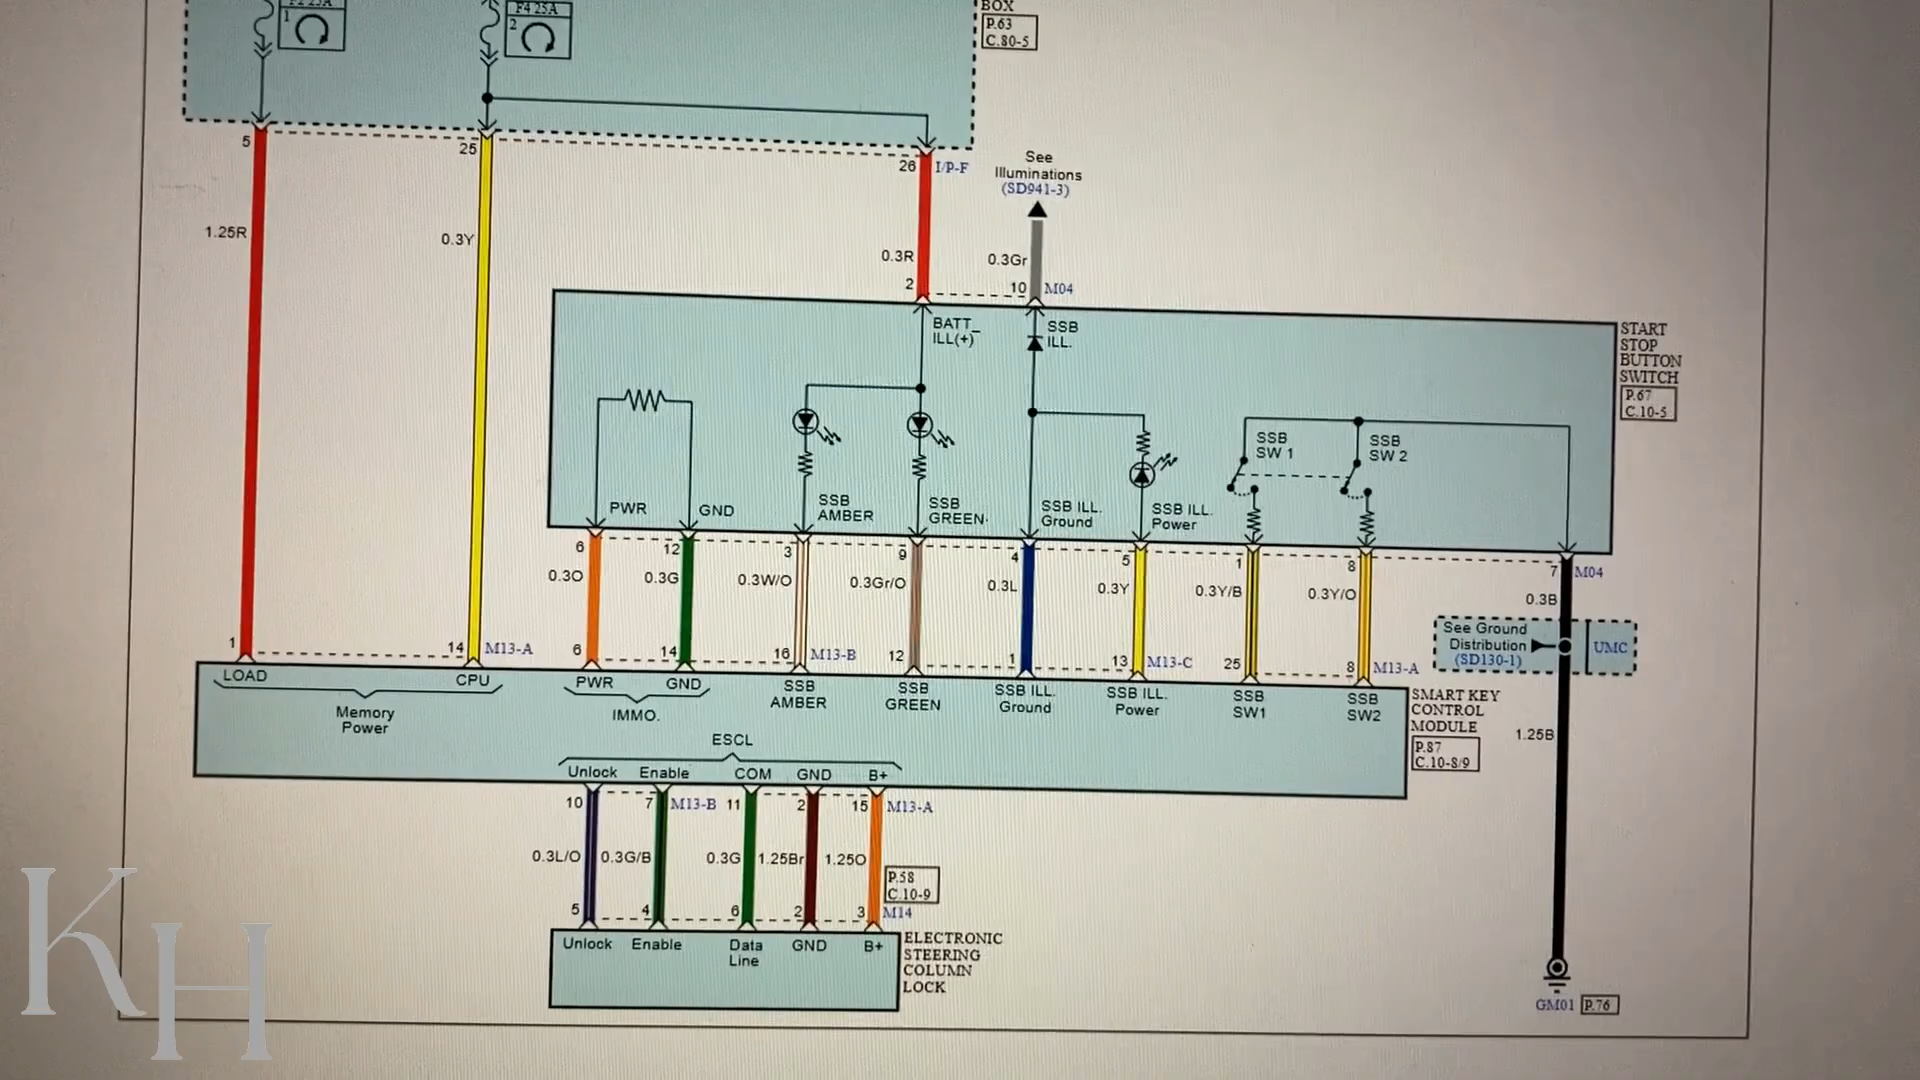 F2 25A
1
F4 25A
2
BOX
P.63
C.80-5
5
25
26
I/P-F
See
Illuminations
(SD941-3)
1.25R
0.3Y
0.3R
0.3Gr
2
10
M04
BATT_
ILL(+)
SSB
ILL.
START
STOP
BUTTON
SWITCH
P.67
C.10-5
SSB
SW 1
SSB
SW 2
PWR
GND
SSB
AMBER
SSB
GREEN
SSB ILL.
Ground
SSB ILL.
Power
6
12
3
9
4
5
1
8
7
M04
0.3O
0.3G
0.3W/O
0.3Gr/O
0.3L
0.3Y
0.3Y/B
0.3Y/O
0.3B
See Ground
Distribution
(SD130-1)
UMC
1
14
M13-A
6
14
16
M13-B
12
1
13
M13-C
25
8
M13-A
LOAD
CPU
Memory
Power
PWR
GND
IMMO.
SSB
AMBER
SSB
GREEN
SSB ILL.
Ground
SSB ILL.
Power
SSB
SW1
SSB
SW2
SMART KEY
CONTROL
MODULE
P.87
C.10-8/9
1.25B
ESCL
Unlock
Enable
COM
GND
B+
10
7
M13-B
11
2
15
M13-A
0.3L/O
0.3G/B
0.3G
1.25Br
1.25O
P.58
C.10-9
5
4
6
2
3
M14
Unlock
Enable
Data
Line
GND
B+
ELECTRONIC
STEERING
COLUMN
LOCK
GM01
P.76
KH